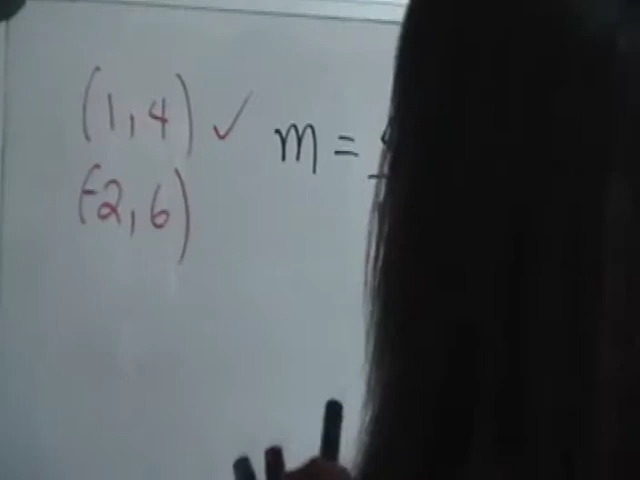 (1,4) ✓ m =
(-2,6)